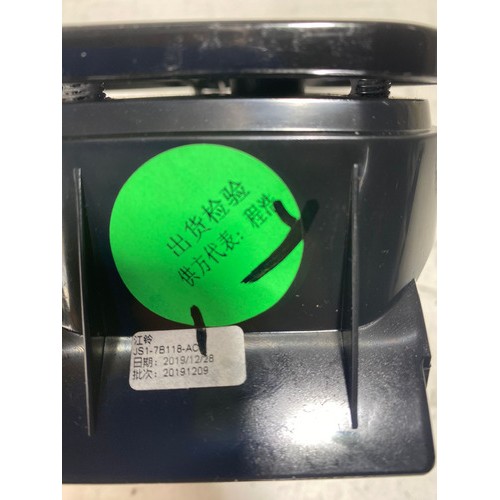 出货检验
供方代表：程浩
江铃
JS1-7B118-AC
日期：2019/12/28
批次：20191209